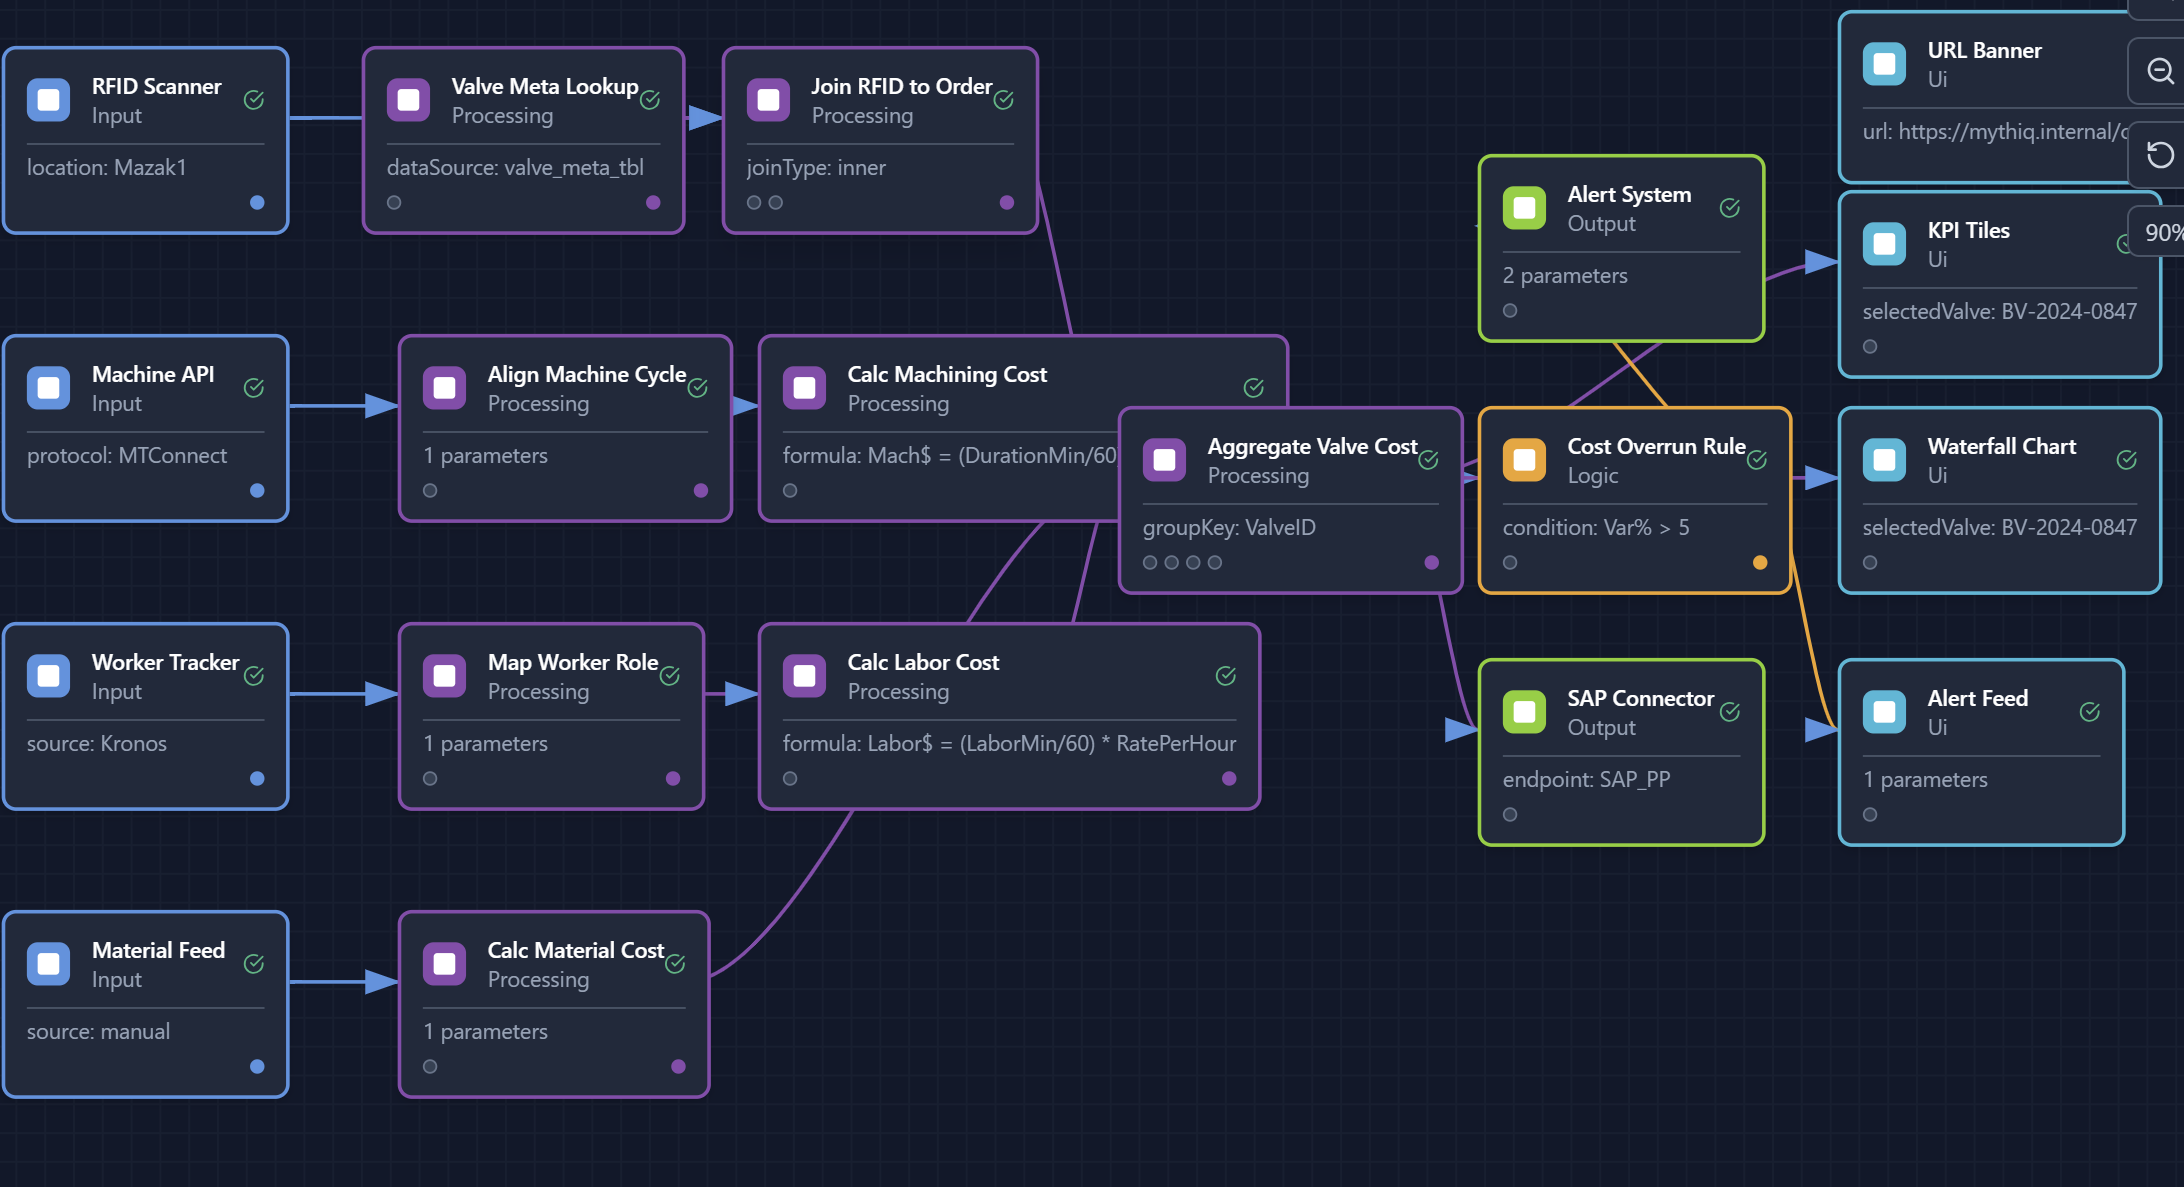 RFID Scanner
Input
location: Mazak1
Valve Meta Lookup
Processing
dataSource: valve_meta_tbl
Join RFID to Order
Processing
joinType: inner
URL Banner
Ui
url: https://mythiq.internal/
Alert System
Output
2 parameters
KPI Tiles
Ui
selectedValve: BV-2024-0847
90%
Machine API
Input
protocol: MTConnect
Align Machine Cycle
Processing
1 parameters
Calc Machining Cost
Processing
formula: Mach$ = (DurationMin/60
Aggregate Valve Cost
Processing
groupKey: ValveID
Cost Overrun Rule
Logic
condition: Var% > 5
Waterfall Chart
Ui
selectedValve: BV-2024-0847
Worker Tracker
Input
source: Kronos
Map Worker Role
Processing
1 parameters
Calc Labor Cost
Processing
formula: Labor$ = (LaborMin/60) * RatePerHour
SAP Connector
Output
endpoint: SAP_PP
Alert Feed
Ui
1 parameters
Material Feed
Input
source: manual
Calc Material Cost
Processing
1 parameters